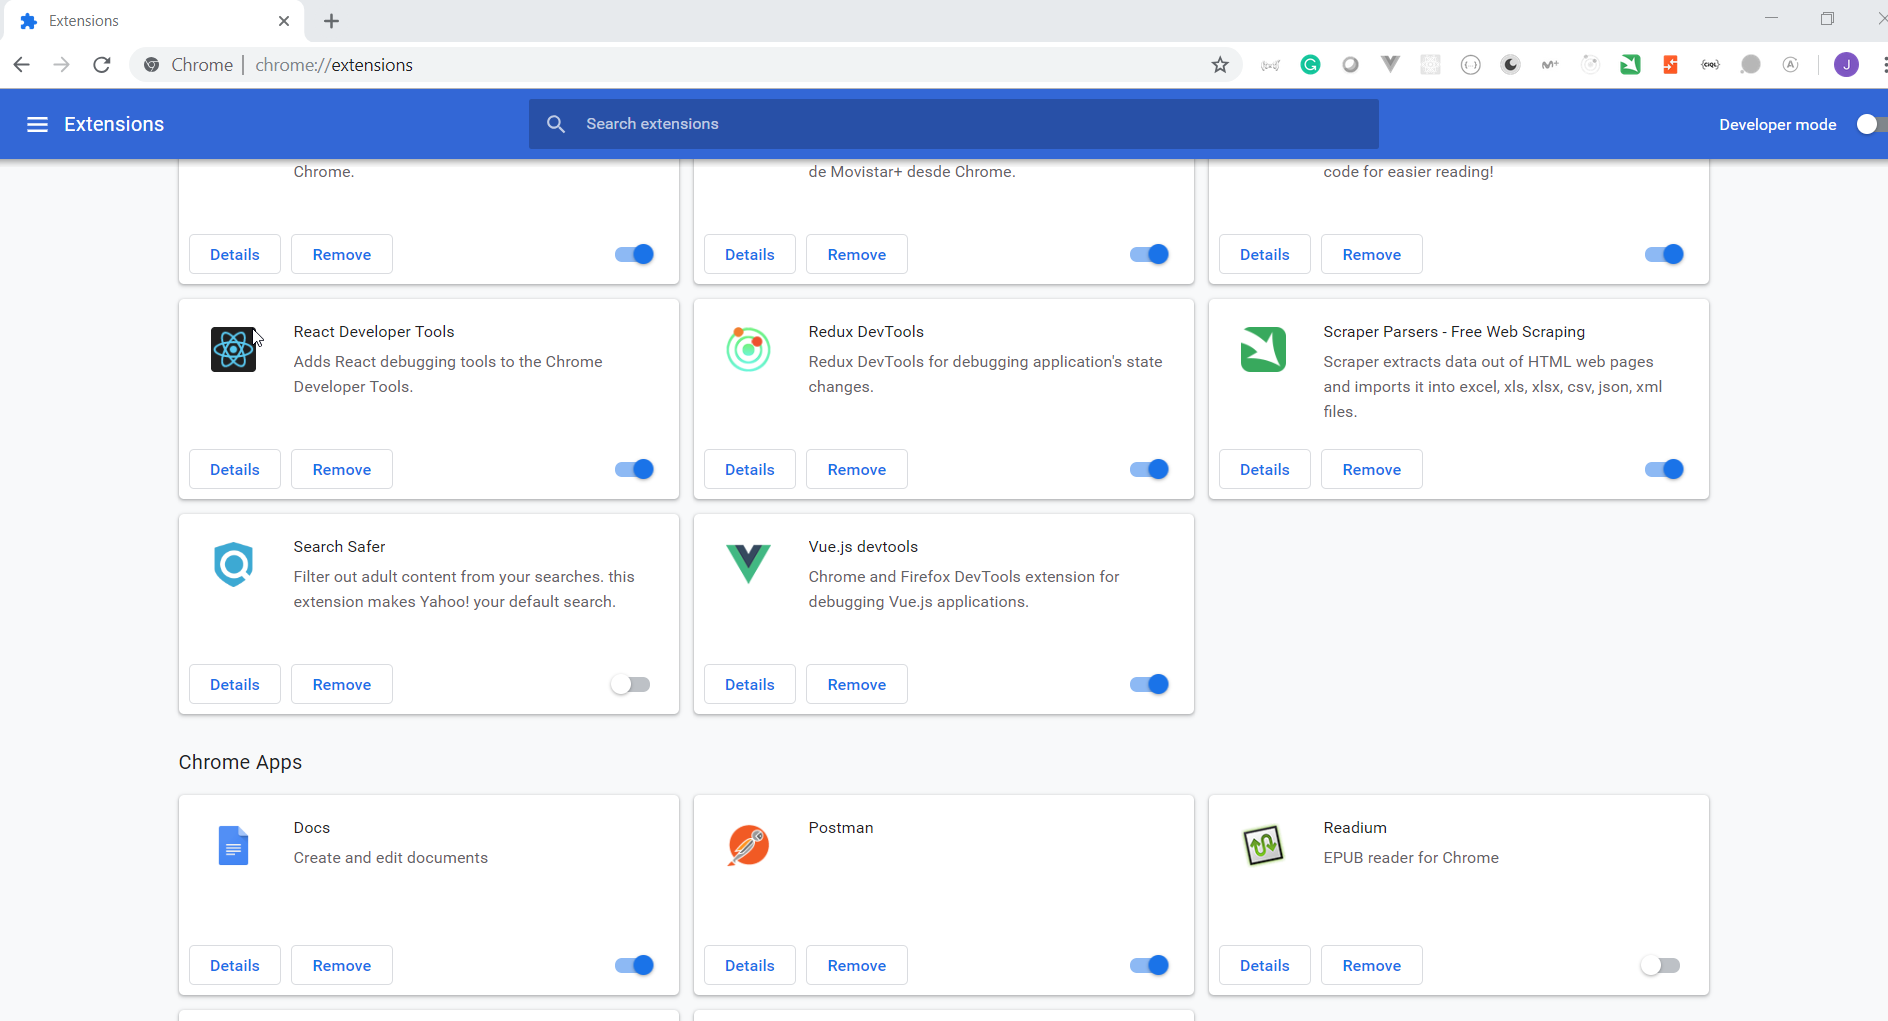 Extensions
Chrome | chrome://extensions
J
Extensions
Search extensions
Developer mode
Chrome.
de Movistar+ desde Chrome.
code for easier reading!
Details
Remove
Details
Remove
Details
Remove
React Developer Tools
Adds React debugging tools to the Chrome
Developer Tools.
Details
Remove
Redux DevTools
Redux DevTools for debugging application's state
changes.
Details
Remove
Scraper Parsers - Free Web Scraping
Scraper extracts data out of HTML web pages
and imports it into excel, xls, xlsx, csv, json, xml
files.
Details
Remove
Search Safer
Filter out adult content from your searches. this
extension makes Yahoo! your default search.
Details
Remove
Vue.js devtools
Chrome and Firefox DevTools extension for
debugging Vue.js applications.
Details
Remove
Chrome Apps
Docs
Create and edit documents
Details
Remove
Postman
Details
Remove
Readium
EPUB reader for Chrome
Details
Remove